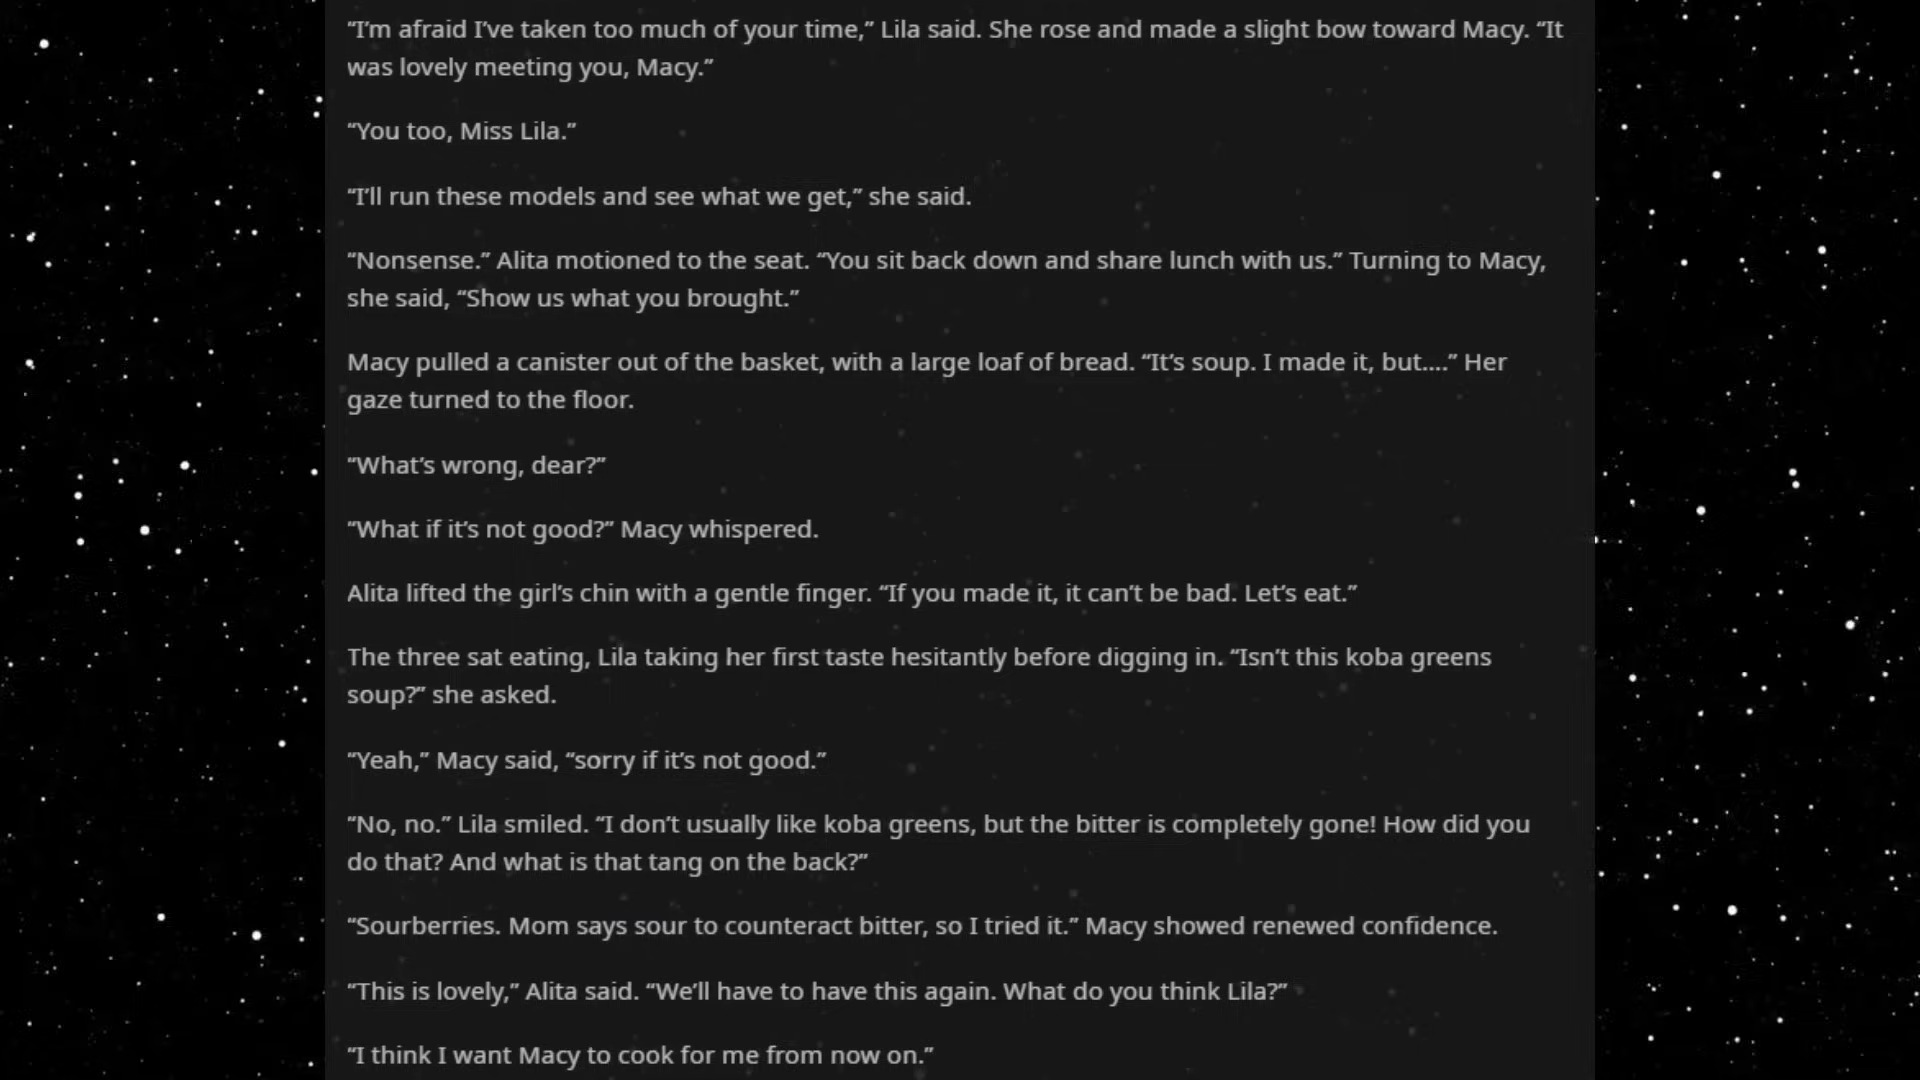 “I’m afraid I’ve taken too much of your time,” Lila said. She rose and made a slight bow toward Macy. “It
was lovely meeting you, Macy.”
“You too, Miss Lila.”
“I’ll run these models and see what we get,” she said.
“Nonsense.” Alita motioned to the seat. “You sit back down and share lunch with us.” Turning to Macy,
she said, “Show us what you brought.”
Macy pulled a canister out of the basket, with a large loaf of bread. “It’s soup. I made it, but....” Her
gaze turned to the floor.
“What’s wrong, dear?”
“What if it’s not good?” Macy whispered.
Alita lifted the girl’s chin with a gentle finger. “If you made it, it can’t be bad. Let’s eat.”
The three sat eating, Lila taking her first taste hesitantly before digging in. “Isn’t this koba greens
soup?” she asked.
“Yeah,” Macy said, “sorry if it’s not good.”
“No, no.” Lila smiled. “I don’t usually like koba greens, but the bitter is completely gone! How did you
do that? And what is that tang on the back?”
“Sourberries. Mom says sour to counteract bitter, so I tried it.” Macy showed renewed confidence.
“This is lovely,” Alita said. “We’ll have to have this again. What do you think Lila?”
“I think I want Macy to cook for me from now on.”